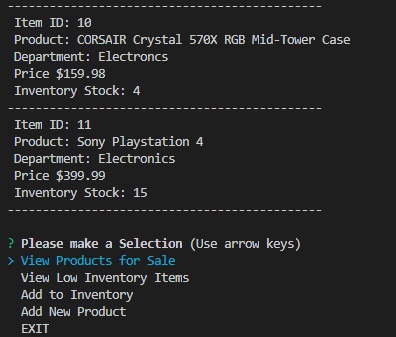 ---------------------------------------------
Item ID: 10
Product: CORSAIR Crystal 570X RGB Mid-Tower Case
Department: Electroncs
Price $159.98
Inventory Stock: 4
---------------------------------------------
Item ID: 11
Product: Sony Playstation 4
Department: Electronics
Price $399.99
Inventory Stock: 15
---------------------------------------------
? Please make a Selection (Use arrow keys)
> View Products for Sale
View Low Inventory Items
Add to Inventory
Add New Product
EXIT